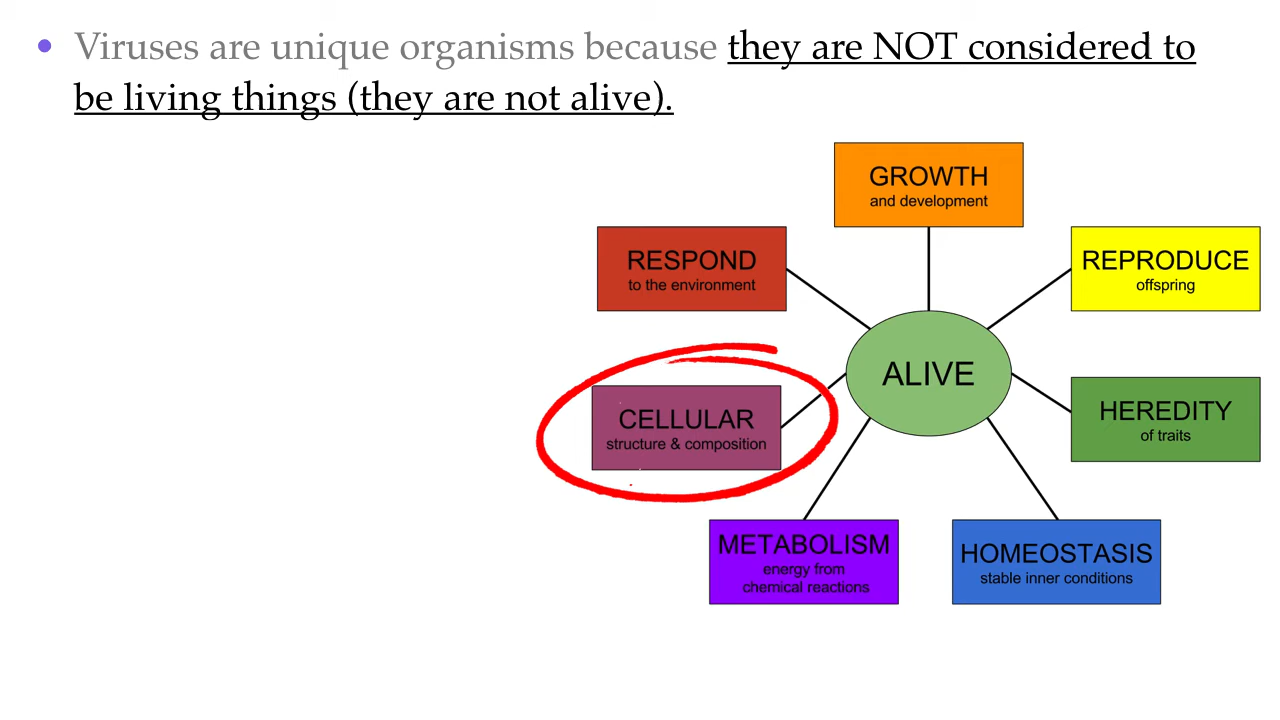 • Viruses are unique organisms because they are NOT considered to
be living things (they are not alive).
GROWTH
and development
RESPOND
to the environment
REPRODUCE
offspring
ALIVE
CELLULAR
structure & composition
HEREDITY
of traits
METABOLISM
energy from
chemical reactions
HOMEOSTASIS
stable inner conditions